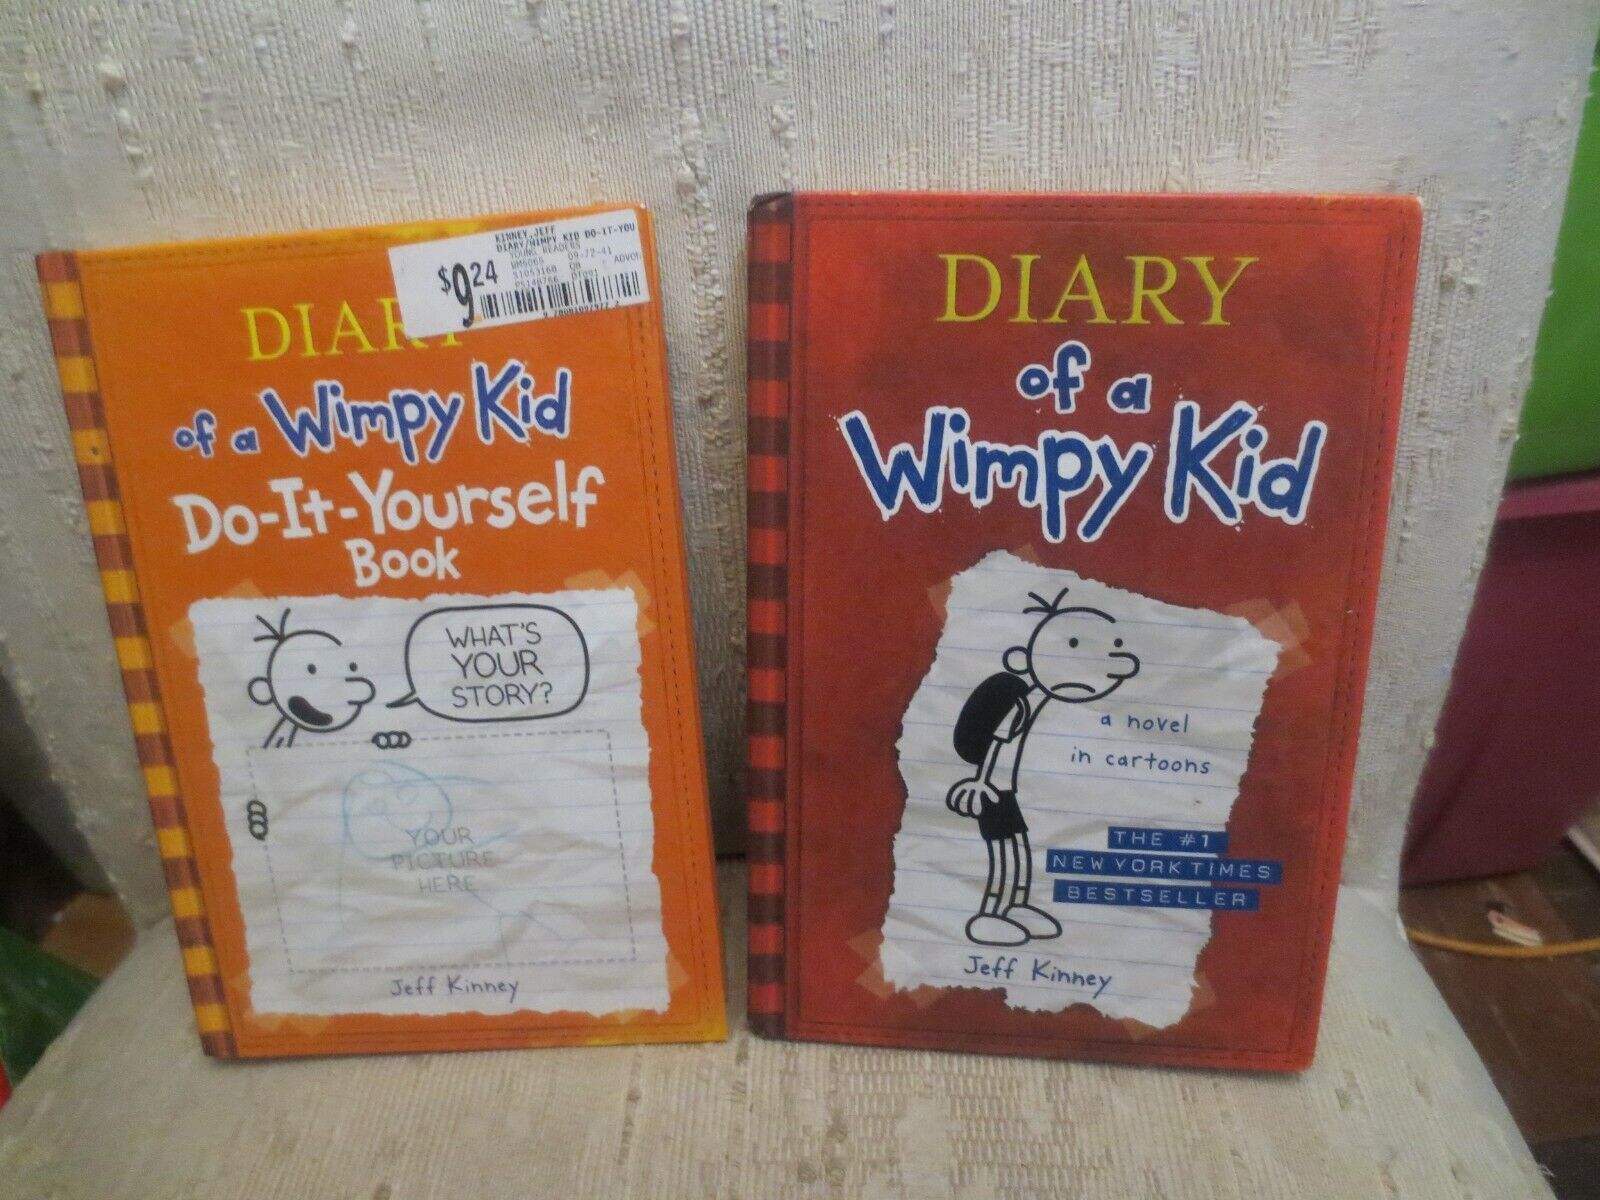 KINNEY,JEFF
DIARY/WIMPY KID DO-IT-YOU
YOUNG READERS
$9.24
DIARY
of a Wimpy Kid
Do-It-Yourself
Book
WHAT'S
YOUR
STORY?
YOUR
PICTURE
HERE
Jeff Kinney
DIARY
of a
Wimpy Kid
a novel
in cartoons
THE #1
NEW YORK TIMES
BESTSELLER
Jeff Kinney